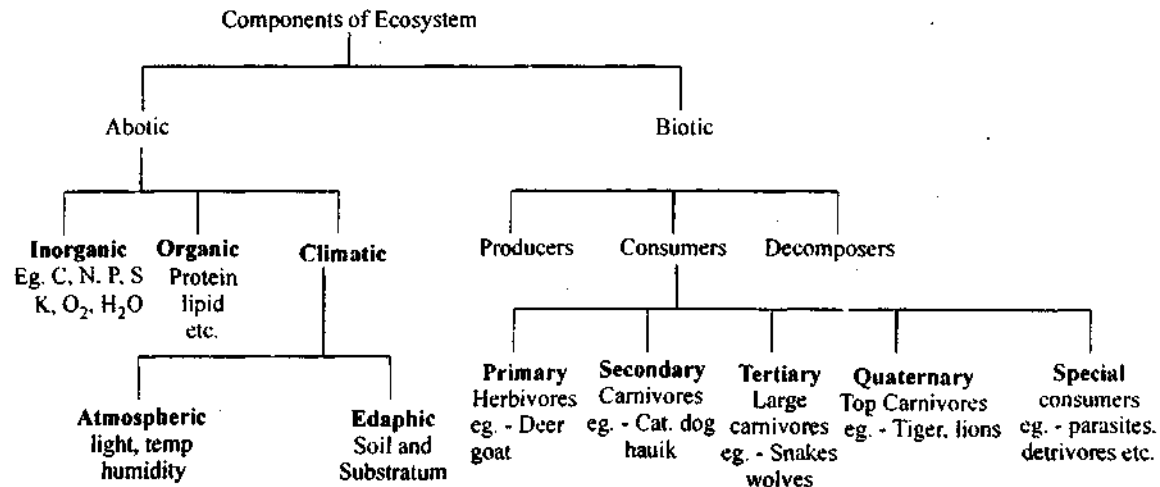 Components of Ecosystem
Abotic
Biotic
Inorganic
Eg. C, N. P, S
K, O₂, H₂O
Organic
Protein
lipid
etc.
Climatic
Producers
Consumers
Decomposers
Atmospheric
light, temp
humidity
Edaphic
Soil and
Substratum
Primary
Herbivores
eg. - Deer
goat
Secondary
Carnivores
eg. - Cat. dog
hauik
Tertiary
Large
carnivores
eg. - Snakes
wolves
Quaternary
Top Carnivores
eg. - Tiger, lions
Special
consumers
eg. - parasites.
detrivores etc.